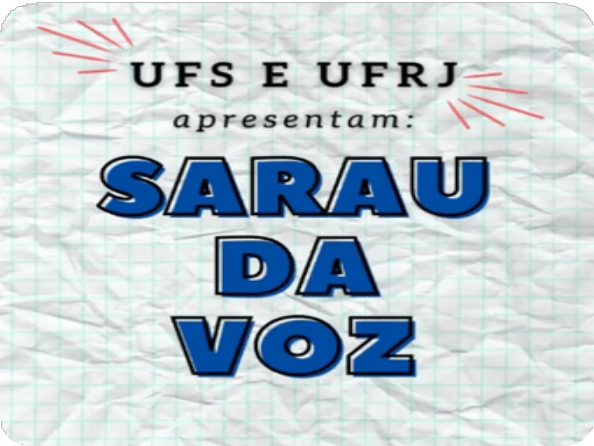 UFS E UFRJ
apresentam:
SARAU
DA
VOZ